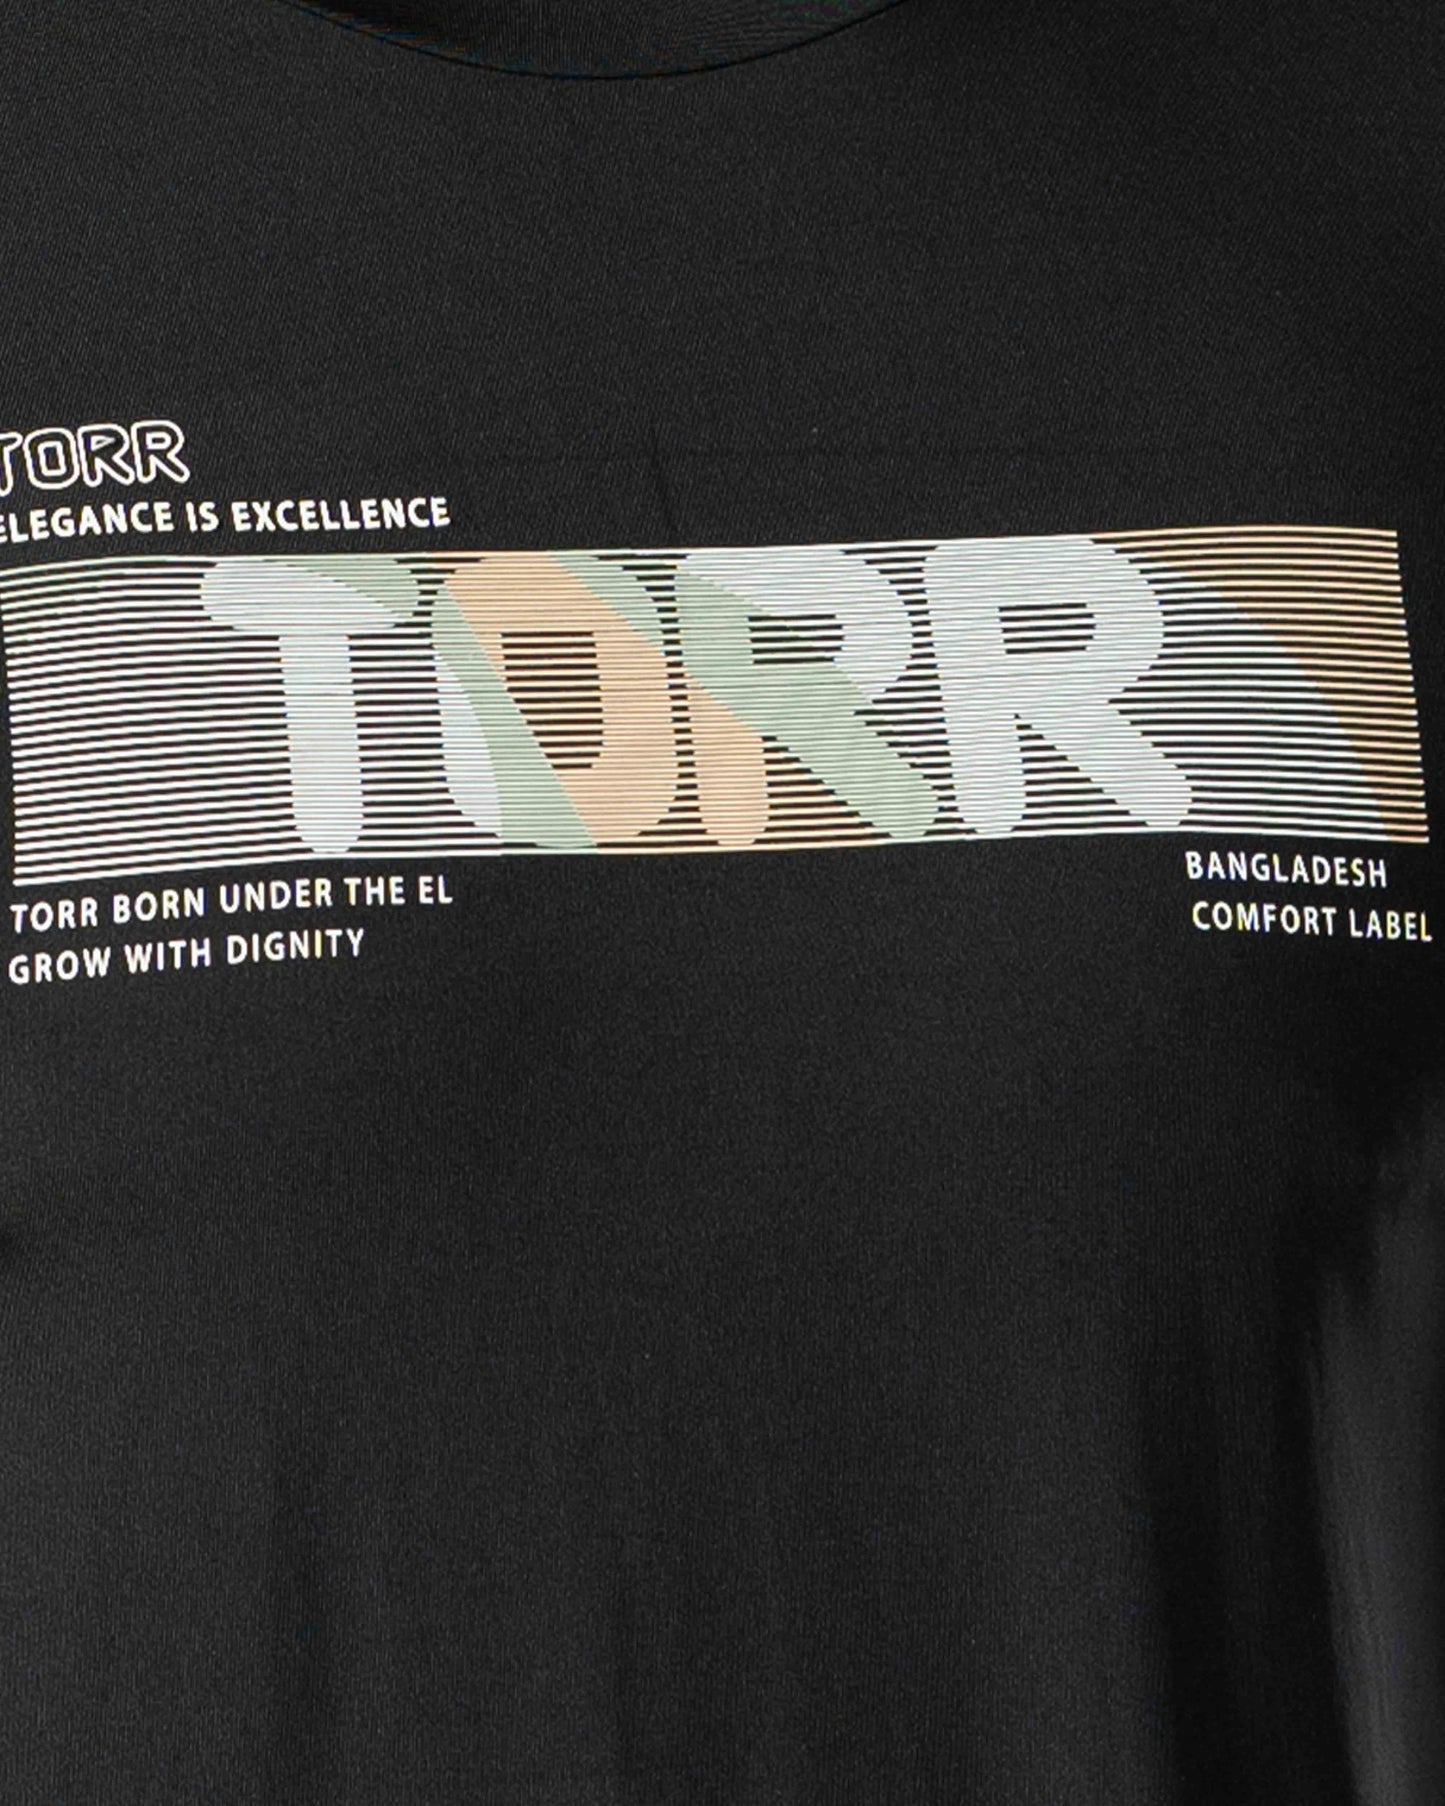 TORR
ELEGANCE IS EXCELLENCE
TORR
TORR BORN UNDER THE EL
GROW WITH DIGNITY
BANGLADESH
COMFORT LABEL